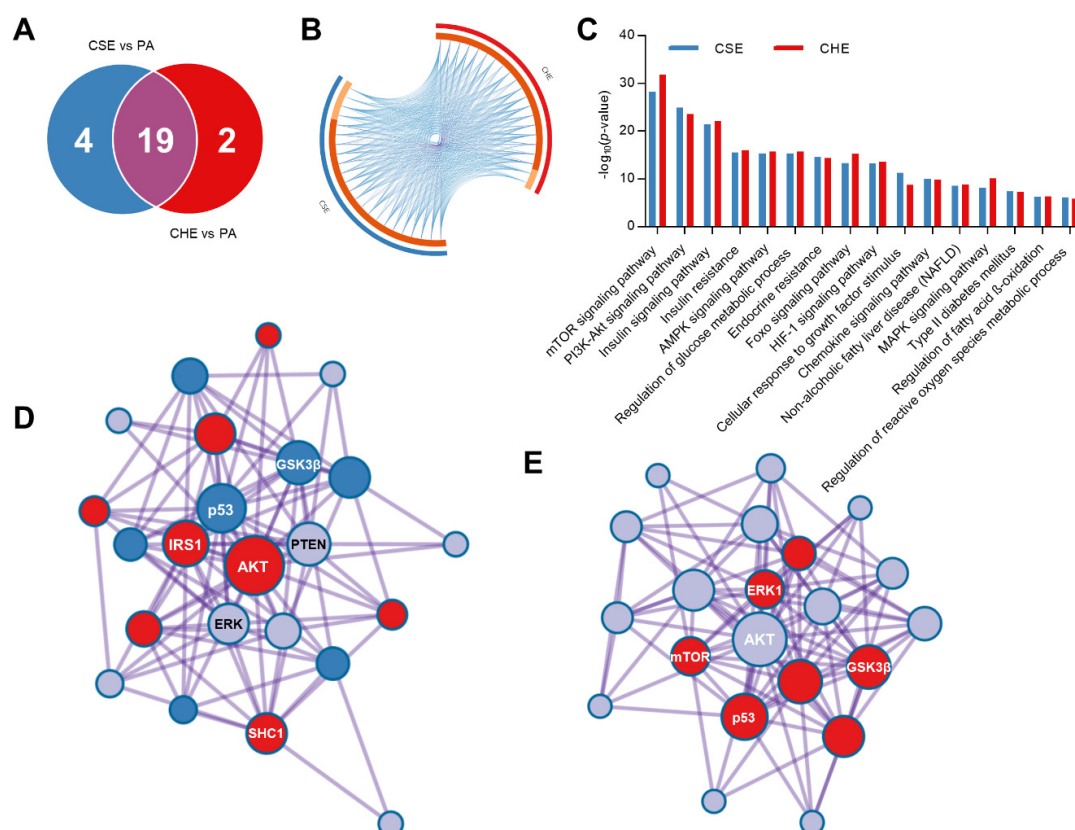 A
CSE vs PA
4
19
2
CHE vs PA
B
CHE
CSE
C
CSE
CHE
-log10(p-value)
40
30
20
10
0
mTOR signaling pathway
PI3K-Akt signaling pathway
Insulin signaling pathway
Insulin resistance
AMPK signaling pathway
Regulation of glucose metabolic process
Endocrine resistance
Foxo signaling pathway
HIF-1 signaling pathway
Cellular response to growth factor stimulus
Chemokine signaling pathway
Non-alcoholic fatty liver disease (NAFLD)
MAPK signaling pathway
Type II diabetes mellitus
Regulation of fatty acid ß-oxidation
Regulation of reactive oxygen species metabolic process
D
GSK3β
p53
IRS1
PTEN
AKT
ERK
SHC1
E
ERK1
AKT
mTOR
GSK3β
p53